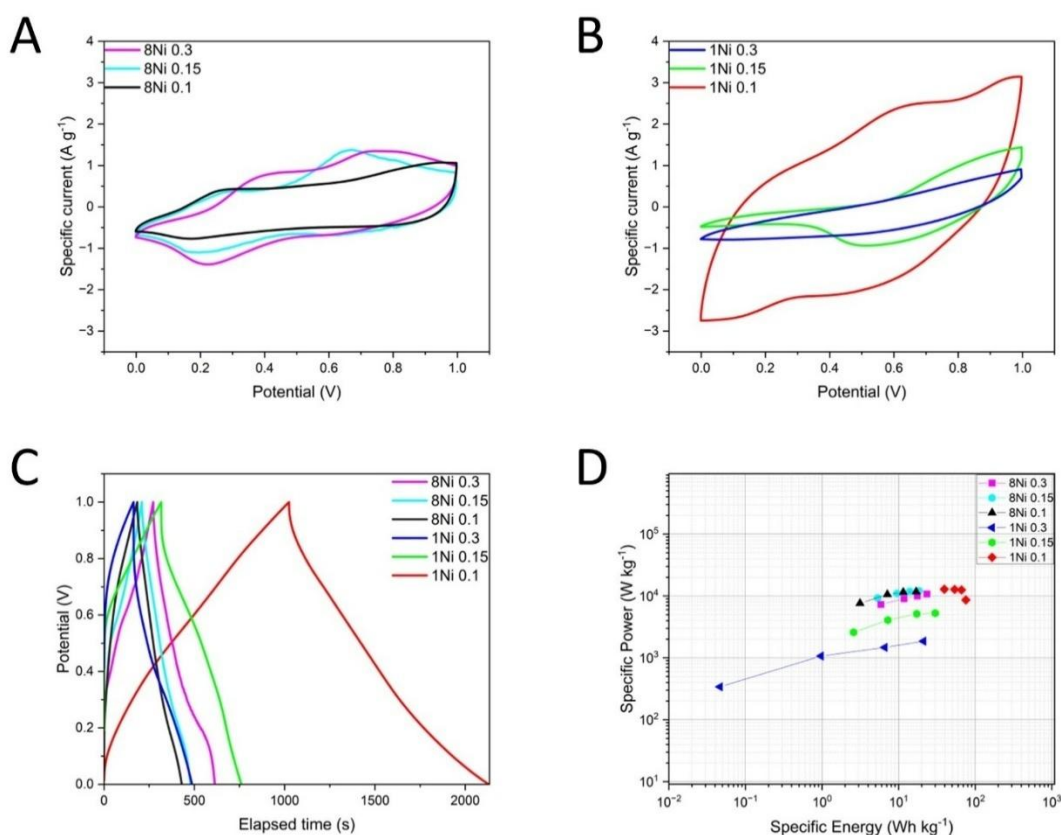 A
8Ni 0.3
8Ni 0.15
8Ni 0.1
4
3
2
1
0
−1
−2
−3
Specific current (A g⁻¹)
0.0 0.2 0.4 0.6 0.8 1.0
Potential (V)
B
1Ni 0.3
1Ni 0.15
1Ni 0.1
4
3
2
1
0
−1
−2
−3
Specific current (A g⁻¹)
0.0 0.2 0.4 0.6 0.8 1.0
Potential (V)
C
8Ni 0.3
8Ni 0.15
8Ni 0.1
1Ni 0.3
1Ni 0.15
1Ni 0.1
1.0
0.8
0.6
0.4
0.2
0.0
Potential (V)
0 500 1000 1500 2000
Elapsed time (s)
D
8Ni 0.3
8Ni 0.15
8Ni 0.1
1Ni 0.3
1Ni 0.15
1Ni 0.1
10⁵
10⁴
10³
10²
10¹
Specific Power (W kg⁻¹)
10⁻² 10⁻¹ 10⁰ 10¹ 10² 10³
Specific Energy (Wh kg⁻¹)